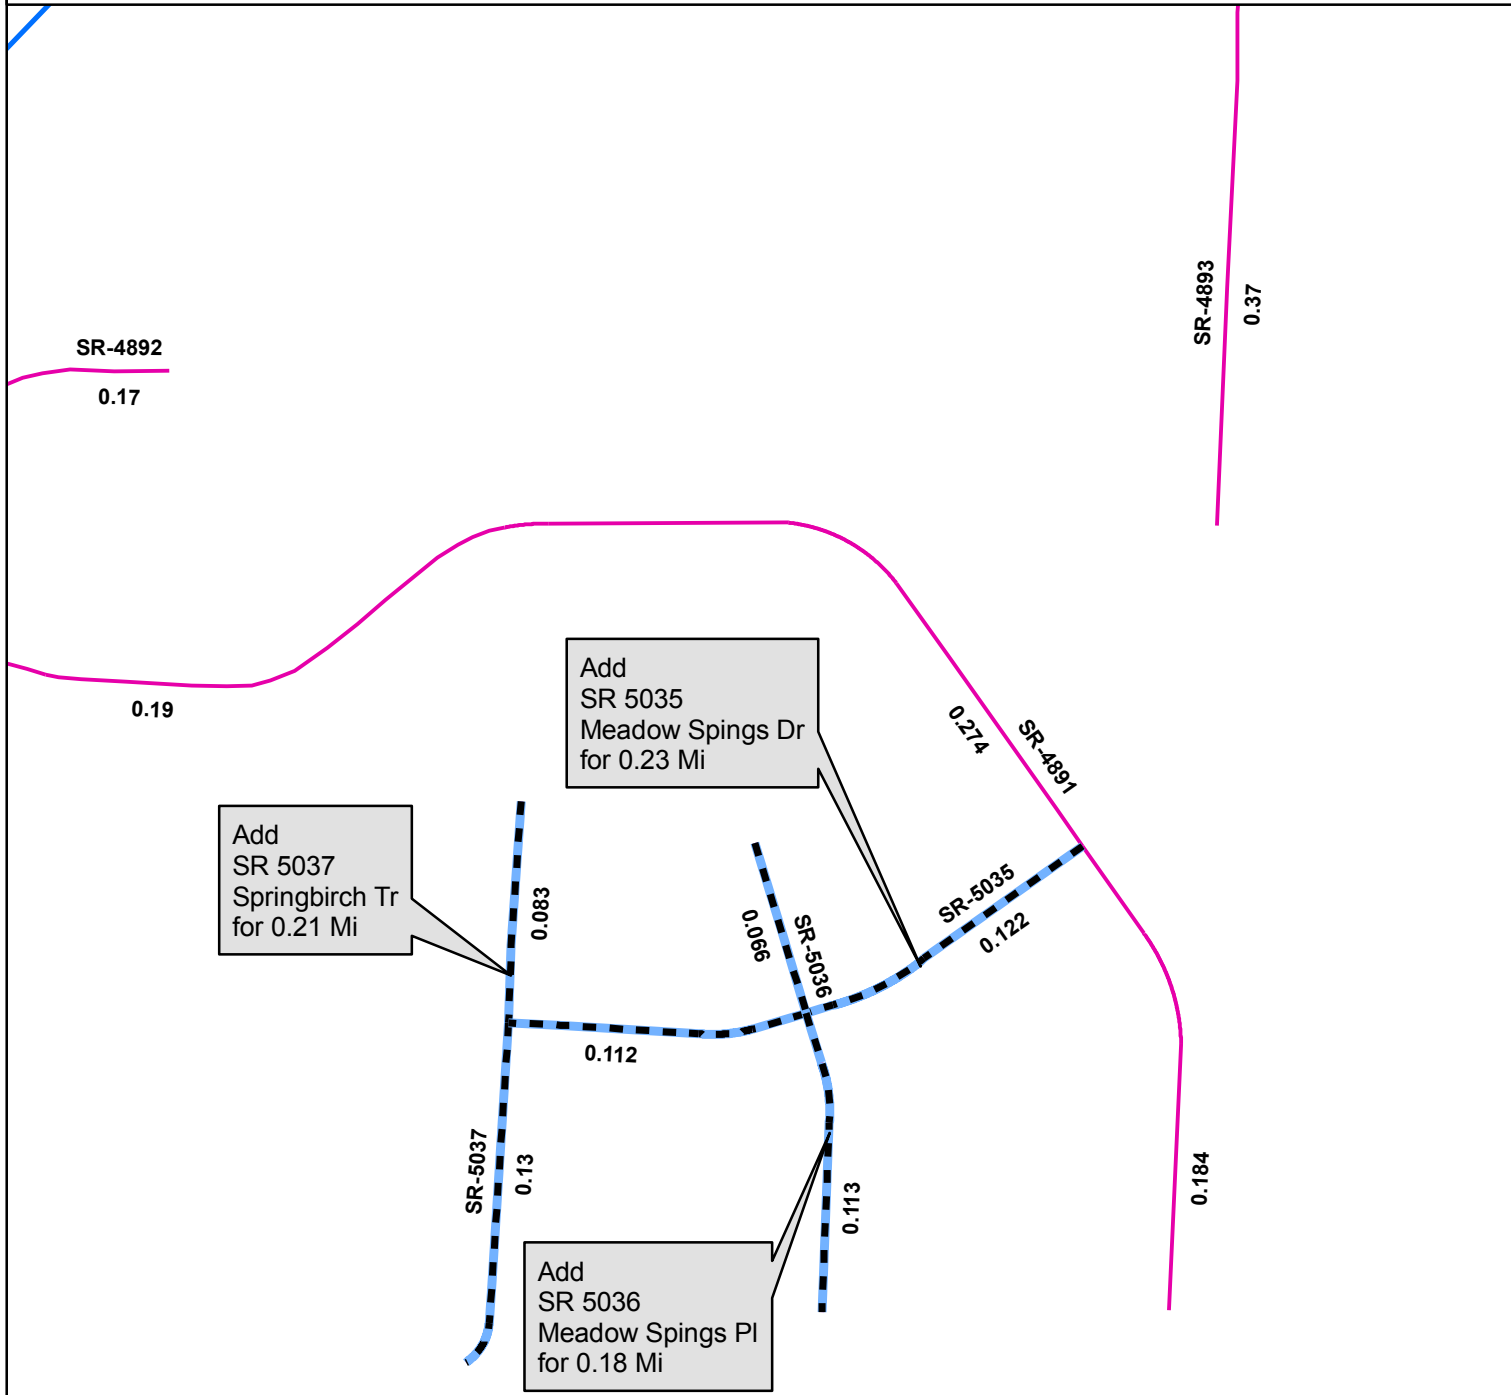 SR-4893
0.37
SR-4892
0.17
0.19
Add
SR 5035
Meadow Spings Dr
for 0.23 Mi
0.274
SR-4891
Add
SR 5037
Springbirch Tr
for 0.21 Mi
0.083
0.066
SR-5036
SR-5035
0.122
0.112
SR-5037
0.13
0.113
0.184
Add
SR 5036
Meadow Spings Pl
for 0.18 Mi